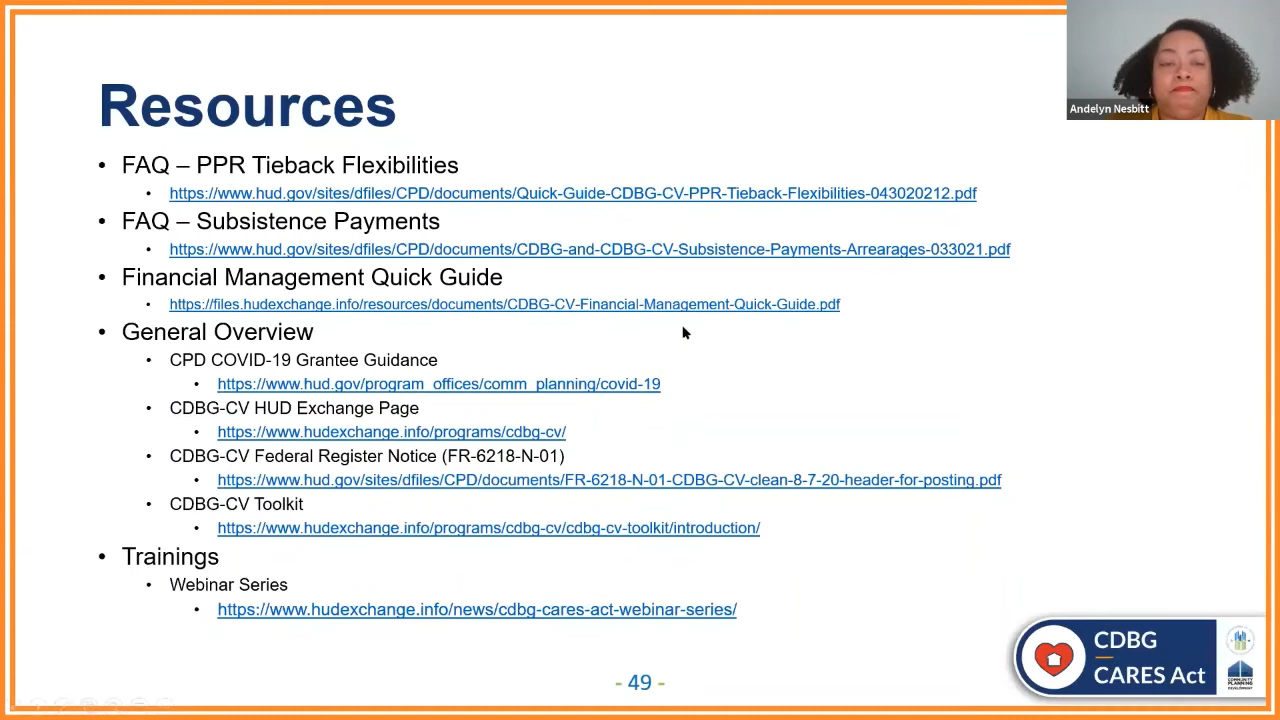 Andelyn Nesbitt
Resources
• FAQ – PPR Tieback Flexibilities
• https://www.hud.gov/sites/dfiles/CPD/documents/Quick-Guide-CDBG-CV-PPR-Tieback-Flexibilities-043020212.pdf
• FAQ – Subsistence Payments
• https://www.hud.gov/sites/dfiles/CPD/documents/CDBG-and-CDBG-CV-Subsistence-Payments-Arrearages-033021.pdf
• Financial Management Quick Guide
• https://files.hudexchange.info/resources/documents/CDBG-CV-Financial-Management-Quick-Guide.pdf
• General Overview
• CPD COVID-19 Grantee Guidance
• https://www.hud.gov/program_offices/comm_planning/covid-19
• CDBG-CV HUD Exchange Page
• https://www.hudexchange.info/programs/cdbg-cv/
• CDBG-CV Federal Register Notice (FR-6218-N-01)
• https://www.hud.gov/sites/dfiles/CPD/documents/FR-6218-N-01-CDBG-CV-clean-8-7-20-header-for-posting.pdf
• CDBG-CV Toolkit
• https://www.hudexchange.info/programs/cdbg-cv/cdbg-cv-toolkit/introduction/
• Trainings
• Webinar Series
• https://www.hudexchange.info/news/cdbg-cares-act-webinar-series/
CDBG
CARES Act
COMMUNITY
PLANNING
DEVELOPMENT
- 49 -